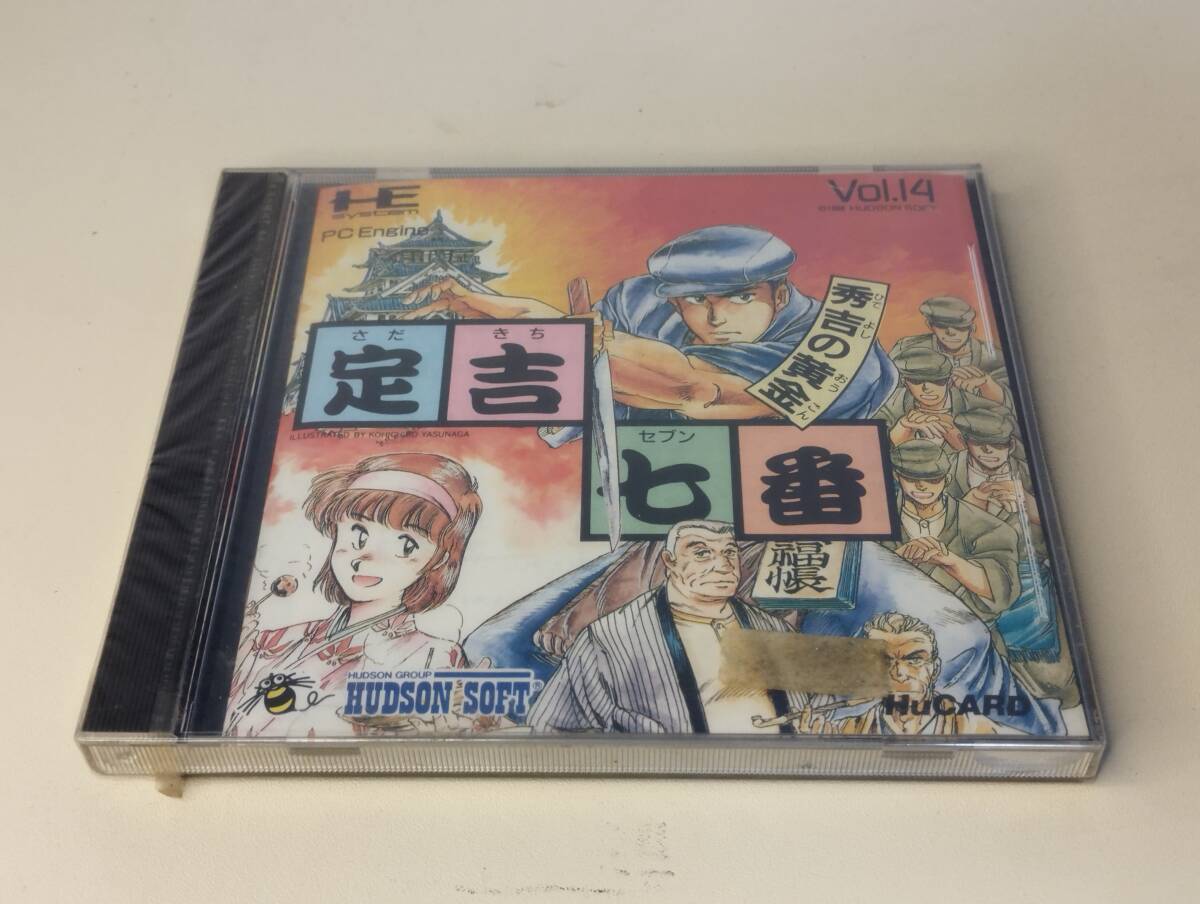 HE
system
PC Engine
Vol.14
©1988 HUDSON SOFT
ひでよし おうごん
秀吉の黄金
さだ きち
定吉
ILLUSTRATED BY KOHICHIRO YASUNAGA
セブン
七番
福帳
HUDSON GROUP
HUDSON SOFT®
HuCARD